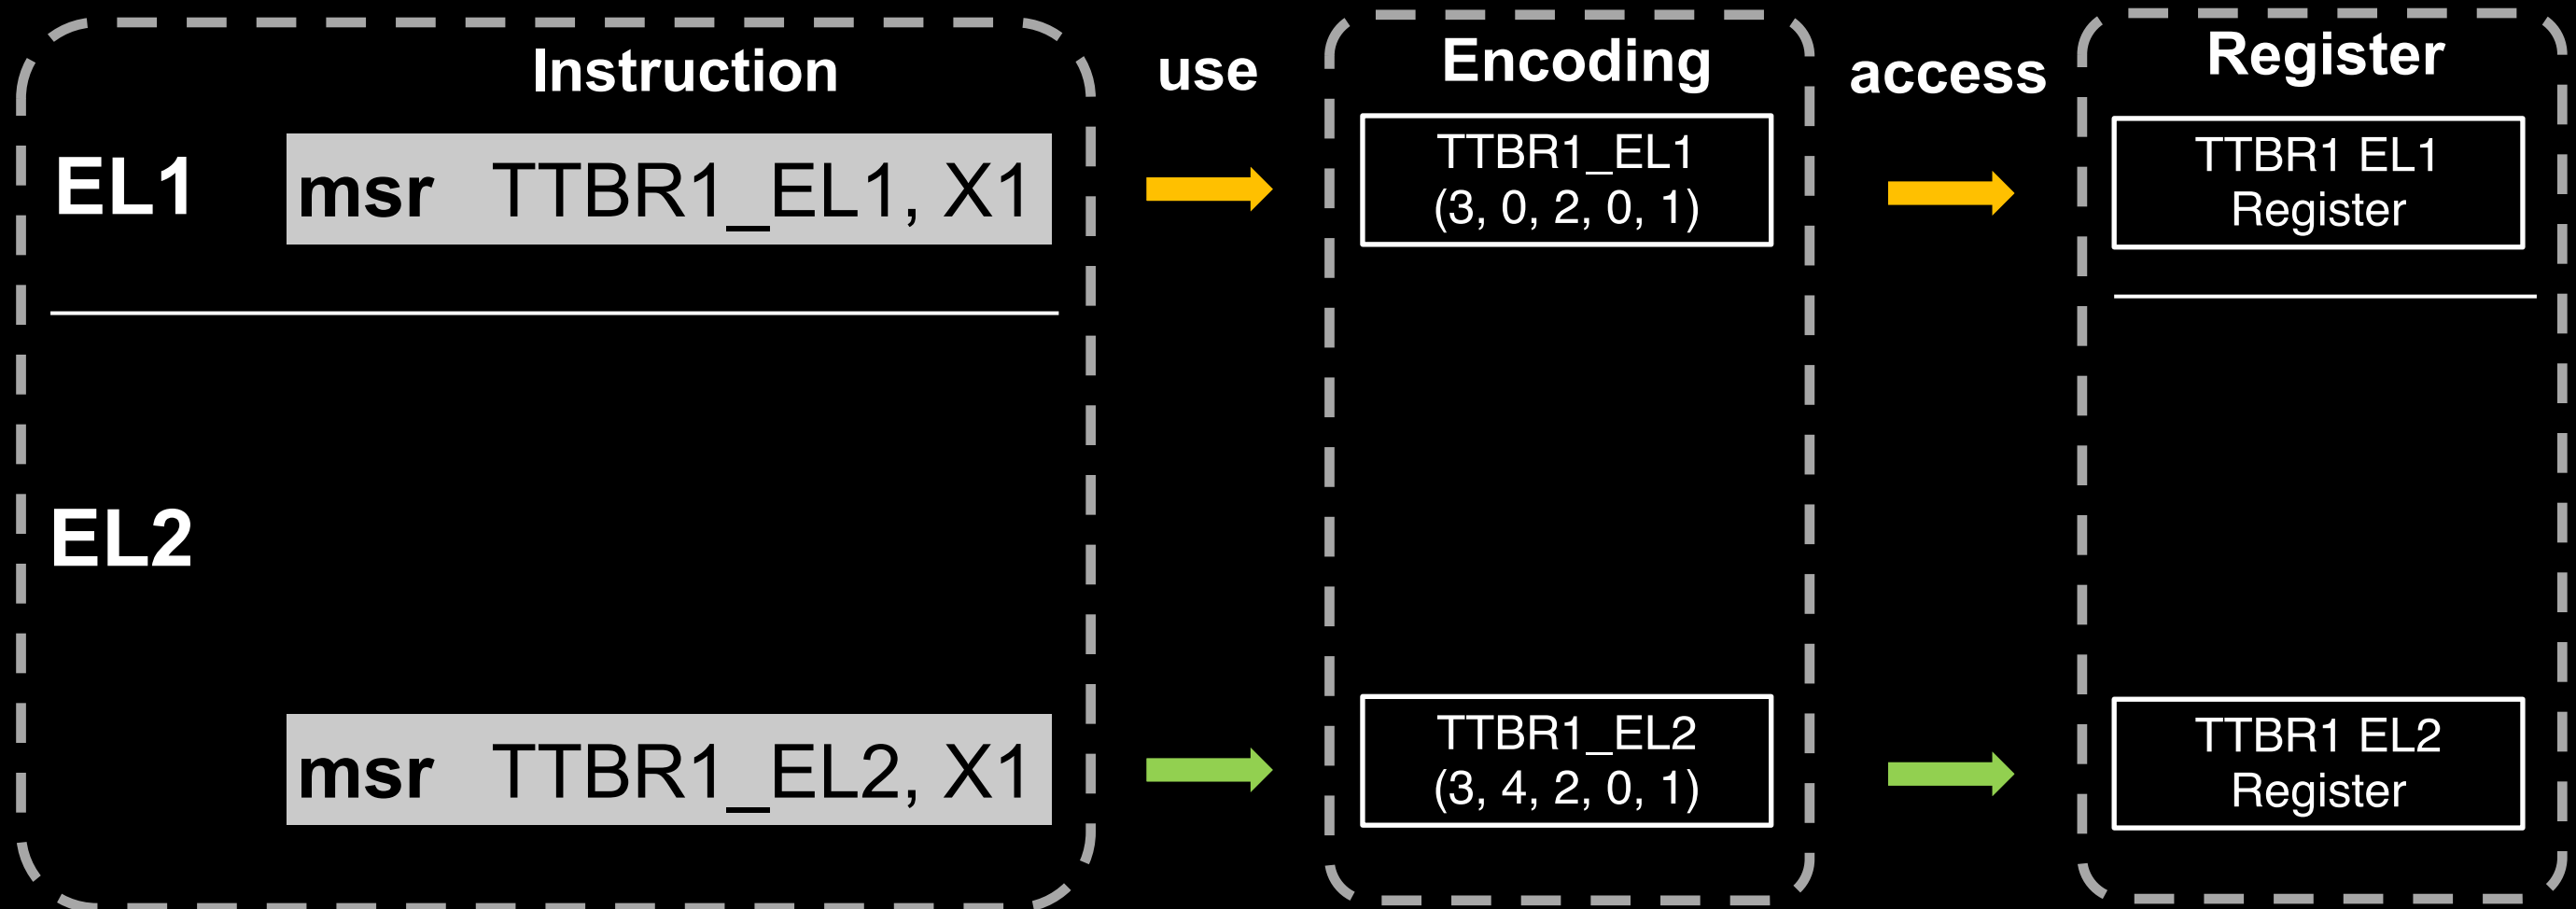 Instruction
use
Encoding
access
Register
EL1
msr TTBR1_EL1, X1
TTBR1_EL1
(3, 0, 2, 0, 1)
TTBR1 EL1
Register
EL2
msr TTBR1_EL2, X1
TTBR1_EL2
(3, 4, 2, 0, 1)
TTBR1 EL2
Register